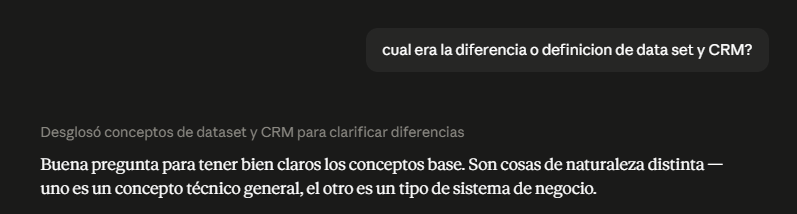 cual era la diferencia o definicion de data set y CRM?
Desglosó conceptos de dataset y CRM para clarificar diferencias
Buena pregunta para tener bien claros los conceptos base. Son cosas de naturaleza distinta —
uno es un concepto técnico general, el otro es un tipo de sistema de negocio.